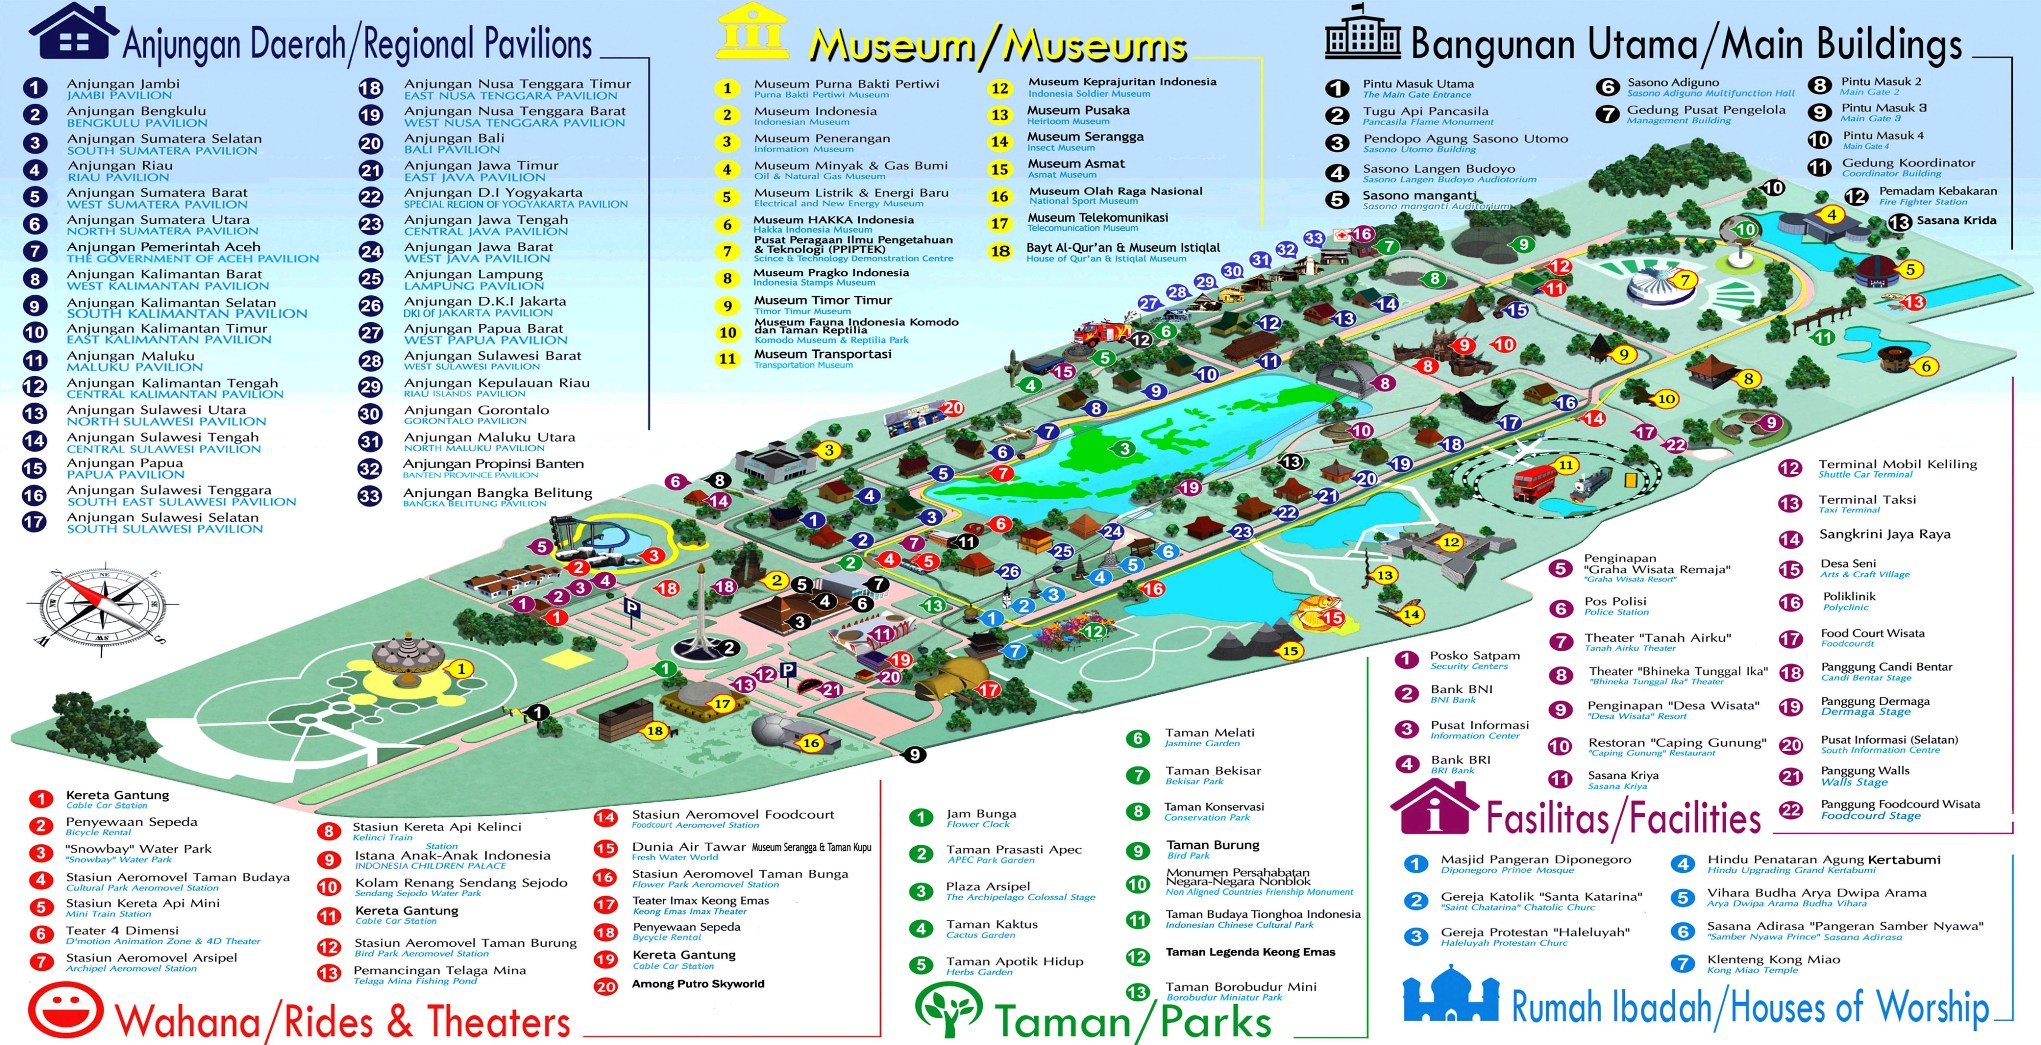 Anjungan Daerah/Regional Pavilions
1 Anjungan Jambi
JAMBI PAVILION
2 Anjungan Bengkulu
BENGKULU PAVILION
3 Anjungan Sumatera Selatan
SOUTH SUMATERA PAVILION
4 Anjungan Riau
RIAU PAVILION
5 Anjungan Sumatera Barat
WEST SUMATERA PAVILION
6 Anjungan Sumatera Utara
NORTH SUMATERA PAVILION
7 Anjungan Pemerintah Aceh
THE GOVERNMENT OF ACEH PAVILION
8 Anjungan Kalimantan Barat
WEST KALIMANTAN PAVILION
9 Anjungan Kalimantan Selatan
SOUTH KALIMANTAN PAVILION
10 Anjungan Kalimantan Timur
EAST KALIMANTAN PAVILION
11 Anjungan Maluku
MALUKU PAVILION
12 Anjungan Kalimantan Tengah
CENTRAL KALIMANTAN PAVILION
13 Anjungan Sulawesi Utara
NORTH SULAWESI PAVILION
14 Anjungan Sulawesi Tengah
CENTRAL SULAWESI PAVILION
15 Anjungan Papua
PAPUA PAVILION
16 Anjungan Sulawesi Tenggara
SOUTH EAST SULAWESI PAVILION
17 Anjungan Sulawesi Selatan
SOUTH SULAWESI PAVILION
18 Anjungan Nusa Tenggara Timur
EAST NUSA TENGGARA PAVILION
19 Anjungan Nusa Tenggara Barat
WEST NUSA TENGGARA PAVILION
20 Anjungan Bali
BALI PAVILION
21 Anjungan Jawa Timur
EAST JAVA PAVILION
22 Anjungan D.I Yogyakarta
SPECIAL REGION OF YOGYAKARTA PAVILION
23 Anjungan Jawa Tengah
CENTRAL JAVA PAVILION
24 Anjungan Jawa Barat
WEST JAVA PAVILION
25 Anjungan Lampung
LAMPUNG PAVILION
26 Anjungan D.K.I Jakarta
DKI OF JAKARTA PAVILION
27 Anjungan Papua Barat
WEST PAPUA PAVILION
28 Anjungan Sulawesi Barat
WEST SULAWESI PAVILION
29 Anjungan Kepulauan Riau
RIAU ISLANDS PAVILION
30 Anjungan Gorontalo
GORONTALO PAVILION
31 Anjungan Maluku Utara
NORTH MALUKU PAVILION
32 Anjungan Propinsi Banten
BANTEN PROVINCE PAVILION
33 Anjungan Bangka Belitung
BANGKA BELITUNG PAVILION
Museum/Museums
1 Museum Purna Bakti Pertiwi
Purna Bakti Pertiwi Museum
2 Museum Indonesia
Indonesian Museum
3 Museum Penerangan
Information Museum
4 Museum Minyak & Gas Bumi
Oil & Natural Gas Museum
5 Museum Listrik & Energi Baru
Electrical and New Energy Museum
6 Museum HAKKA Indonesia
Hakka Indonesia Museum
7 Pusat Peragaan Ilmu Pengetahuan
& Teknologi (PPIPTEK)
Scince & Technology Demonstration Centre
8 Museum Pragko Indonesia
Indonesia Stamps Museum
9 Museum Timor Timur
Timor Timur Museum
10 Museum Fauna Indonesia Komodo
dan Taman Reptilia
Komodo Museum & Reptilia Park
11 Museum Transportasi
Transportation Museum
12 Museum Keprajuritan Indonesia
Indonesia Soldier Museum
13 Museum Pusaka
Heirloom Museum
14 Museum Serangga
Insect Museum
15 Museum Asmat
Asmat Museum
16 Museum Olah Raga Nasional
National Sport Museum
17 Museum Telekomunikasi
Telecomunication Museum
18 Bayt Al-Qur'an & Museum Istiqlal
House of Qur'an & Istiqlal Museum
Bangunan Utama/Main Buildings
1 Pintu Masuk Utama
The Main Gate Entrance
2 Tugu Api Pancasila
Pancasila Flame Monument
3 Pendopo Agung Sasono Utomo
Sasono Utomo Building
4 Sasono Langen Budoyo
Sasono Langen Budoyo Audiotorium
5 Sasono manganti
Sasono manganti Auditorium
6 Sasono Adiguno
Sasono Adiguno Multifunction Hall
7 Gedung Pusat Pengelola
Management Building
8 Pintu Masuk 2
Main Gate 2
9 Pintu Masuk 3
Main Gate 3
10 Pintu Masuk 4
Main Gate 4
11 Gedung Koordinator
Coordinator Building
12 Pemadam Kebakaran
Fire Fighter Station
13 Sasana Krida
P
P
1 Posko Satpam
Security Centers
2 Bank BNI
BNI Bank
3 Pusat Informasi
Information Center
4 Bank BRI
BRI Bank
5 Penginapan
"Graha Wisata Remaja"
"Graha Wisata Resort"
6 Pos Polisi
Police Station
7 Theater "Tanah Airku"
Tanah Airku Theater
8 Theater "Bhineka Tunggal Ika"
"Bhineka Tunggal Ika" Theater
9 Penginapan "Desa Wisata"
"Desa Wisata" Resort
10 Restoran "Caping Gunung"
"Caping Gunung" Restaurant
11 Sasana Kriya
Sasana Kriya
12 Terminal Mobil Keliling
Shuttle Car Terminal
13 Terminal Taksi
Taxi Terminal
14 Sangkrini Jaya Raya
15 Desa Seni
Arts & Craft Village
16 Poliklinik
Polyclinic
17 Food Court Wisata
Foodcourdt
18 Panggung Candi Bentar
Candi Bentar Stage
19 Panggung Dermaga
Dermaga Stage
20 Pusat Informasi (Selatan)
South Information Centre
21 Panggung Walls
Walls Stage
22 Panggung Foodcourd Wisata
Foodcourd Stage
Fasilitas/Facilities
1 Kereta Gantung
Cable Car Station
2 Penyewaan Sepeda
Bicycle Rental
3 "Snowbay" Water Park
"Snowbay" Water Park
4 Stasiun Aeromovel Taman Budaya
Cultural Park Aeromovel Station
5 Stasiun Kereta Api Mini
Mini Train Station
6 Teater 4 Dimensi
D'motion Animation Zone & 4D Theater
7 Stasiun Aeromovel Arsipel
Archipel Aeromovel Station
8 Stasiun Kereta Api Kelinci
Kelinci Train Station
9 Istana Anak-Anak Indonesia
INDONESIA CHILDREN PALACE
10 Kolam Renang Sendang Sejodo
Sendang Sejodo Water Park
11 Kereta Gantung
Cable Car Station
12 Stasiun Aeromovel Taman Burung
Bird Park Aeromovel Station
13 Pemancingan Telaga Mina
Telaga Mina Fishing Pond
14 Stasiun Aeromovel Foodcourt
Foodcourt Aeromovel Station
15 Dunia Air Tawar Museum Serangga & Taman Kupu
Fresh Water World
16 Stasiun Aeromovel Taman Bunga
Flower Park Aeromovel Station
17 Teater Imax Keong Emas
Keong Emas Imax Theater
18 Penyewaan Sepeda
Bycycle Rental
19 Kereta Gantung
Cable Car Station
20 Among Putro Skyworld
Wahana/Rides & Theaters
1 Jam Bunga
Flower Clock
2 Taman Prasasti Apec
APEC Park Garden
3 Plaza Arsipel
The Archipelago Colossal Stage
4 Taman Kaktus
Cactus Garden
5 Taman Apotik Hidup
Herbs Garden
6 Taman Melati
Jasmine Garden
7 Taman Bekisar
Bekisar Park
8 Taman Konservasi
Conservation Park
9 Taman Burung
Bird Park
10 Monumen Persahabatan
Negara-Negara Nonblok
Non Aligned Countries Frienship Monument
11 Taman Budaya Tionghoa Indonesia
Indonesian Chinese Cultural Park
12 Taman Legenda Keong Emas
13 Taman Borobudur Mini
Borobudur Miniatur Park
Taman/Parks
1 Masjid Pangeran Diponegoro
Diponegoro Prince Mosque
2 Gereja Katolik "Santa Katarina"
"Saint Chatarina" Chatolic Churc
3 Gereja Protestan "Haleluyah"
Haleluyah Protestan Churc
4 Hindu Penataran Agung Kertabumi
Hindu Upgrading Grand Kertabumi
5 Vihara Budha Arya Dwipa Arama
Arya Dwipa Arama Budha Vihara
6 Sasana Adirasa "Pangeran Samber Nyawa"
"Samber Nyawa Prince" Sasana Adirasa
7 Klenteng Kong Miao
Kong Miao Temple
Rumah Ibadah/Houses of Worship